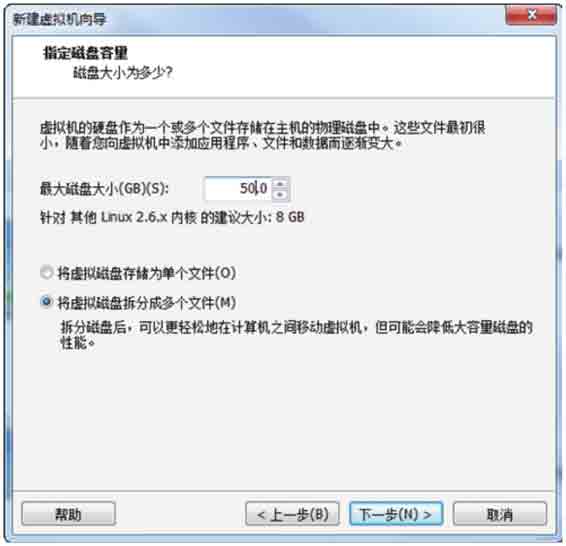 新建虚拟机向导
指定磁盘容量
磁盘大小为多少?
虚拟机的硬盘作为一个或多个文件存储在主机的物理磁盘中。这些文件最初很
小，随着您向虚拟机中添加应用程序、文件和数据而逐渐变大。
最大磁盘大小(GB)(S): 50.0
针对 其他 Linux 2.6.x 内核 的建议大小: 8 GB
将虚拟磁盘存储为单个文件(O)
将虚拟磁盘拆分成多个文件(M)
拆分磁盘后，可以更轻松地在计算机之间移动虚拟机，但可能会降低大容量磁盘的
性能。
帮助 < 上一步(B) 下一步(N) > 取消